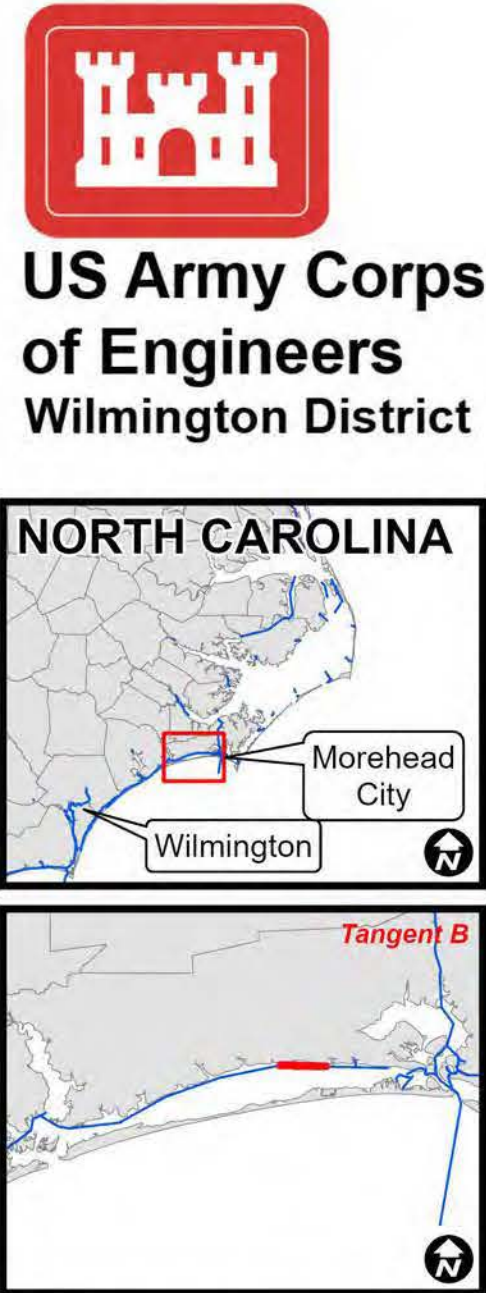 US Army Corps
of Engineers
Wilmington District
NORTH CAROLINA
Morehead
City
Wilmington
N
Tangent B
N